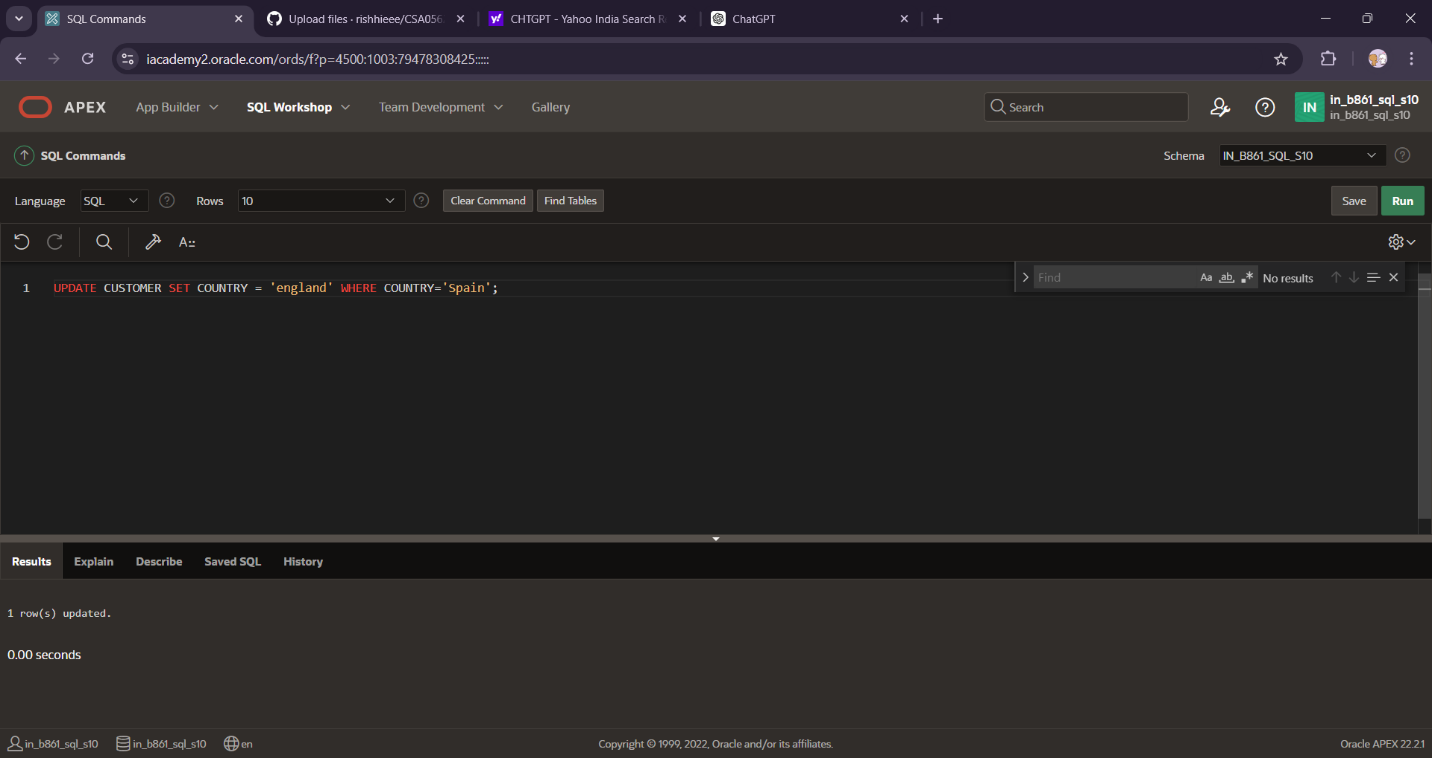 SQL Commands
Upload files · rishhieee/CSA056
CHTGPT - Yahoo India Search R
ChatGPT
iacademy2.oracle.com/ords/f?p=4500:1003:79478308425:::::
APEX
App Builder
SQL Workshop
Team Development
Gallery
Search
IN
in_b861_sql_s10
in_b861_sql_s10
SQL Commands
Schema
IN_B861_SQL_S10
Language
SQL
Rows
10
Clear Command
Find Tables
Save
Run
A::
Find
Aa
ab
.*
No results
1 UPDATE CUSTOMER SET COUNTRY = 'england' WHERE COUNTRY='Spain';
Results
Explain
Describe
Saved SQL
History
1 row(s) updated.
0.00 seconds
in_b861_sql_s10
in_b861_sql_s10
en
Copyright © 1999, 2022, Oracle and/or its affiliates.
Oracle APEX 22.2.1